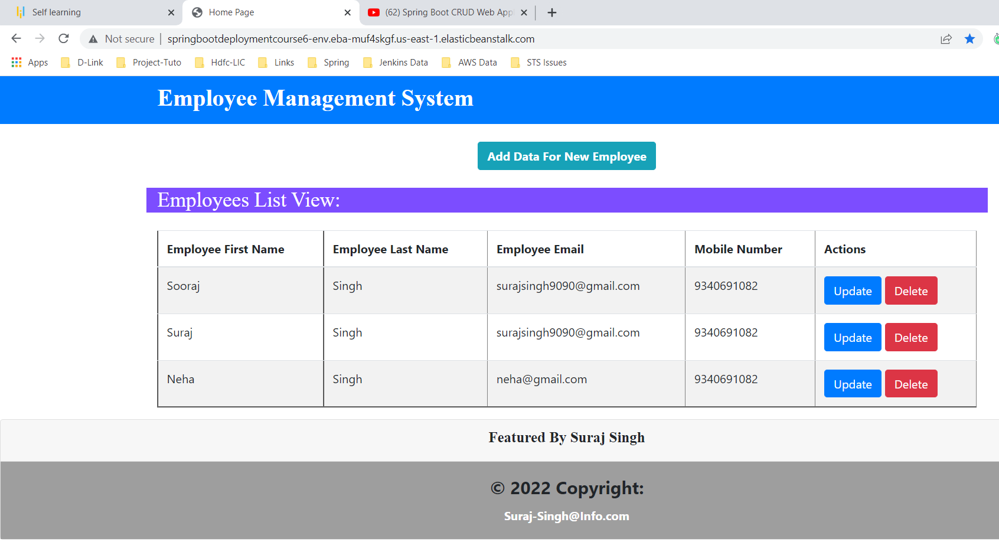 Self learning
Home Page
(62) Spring Boot CRUD Web App
Not secure
springbootdeploymentcourse6-env.eba-muf4skgf.us-east-1.elasticbeanstalk.com
Apps D-Link Project-Tuto Hdfc-LIC Links Spring Jenkins Data AWS Data STS Issues
Employee Management System
Add Data For New Employee
Employees List View:
Employee First Name Employee Last Name Employee Email Mobile Number Actions
Sooraj Singh surajsingh9090@gmail.com 9340691082 Update Delete
Suraj Singh surajsingh9090@gmail.com 9340691082 Update Delete
Neha Singh neha@gmail.com 9340691082 Update Delete
Featured By Suraj Singh
© 2022 Copyright:
Suraj-Singh@Info.com